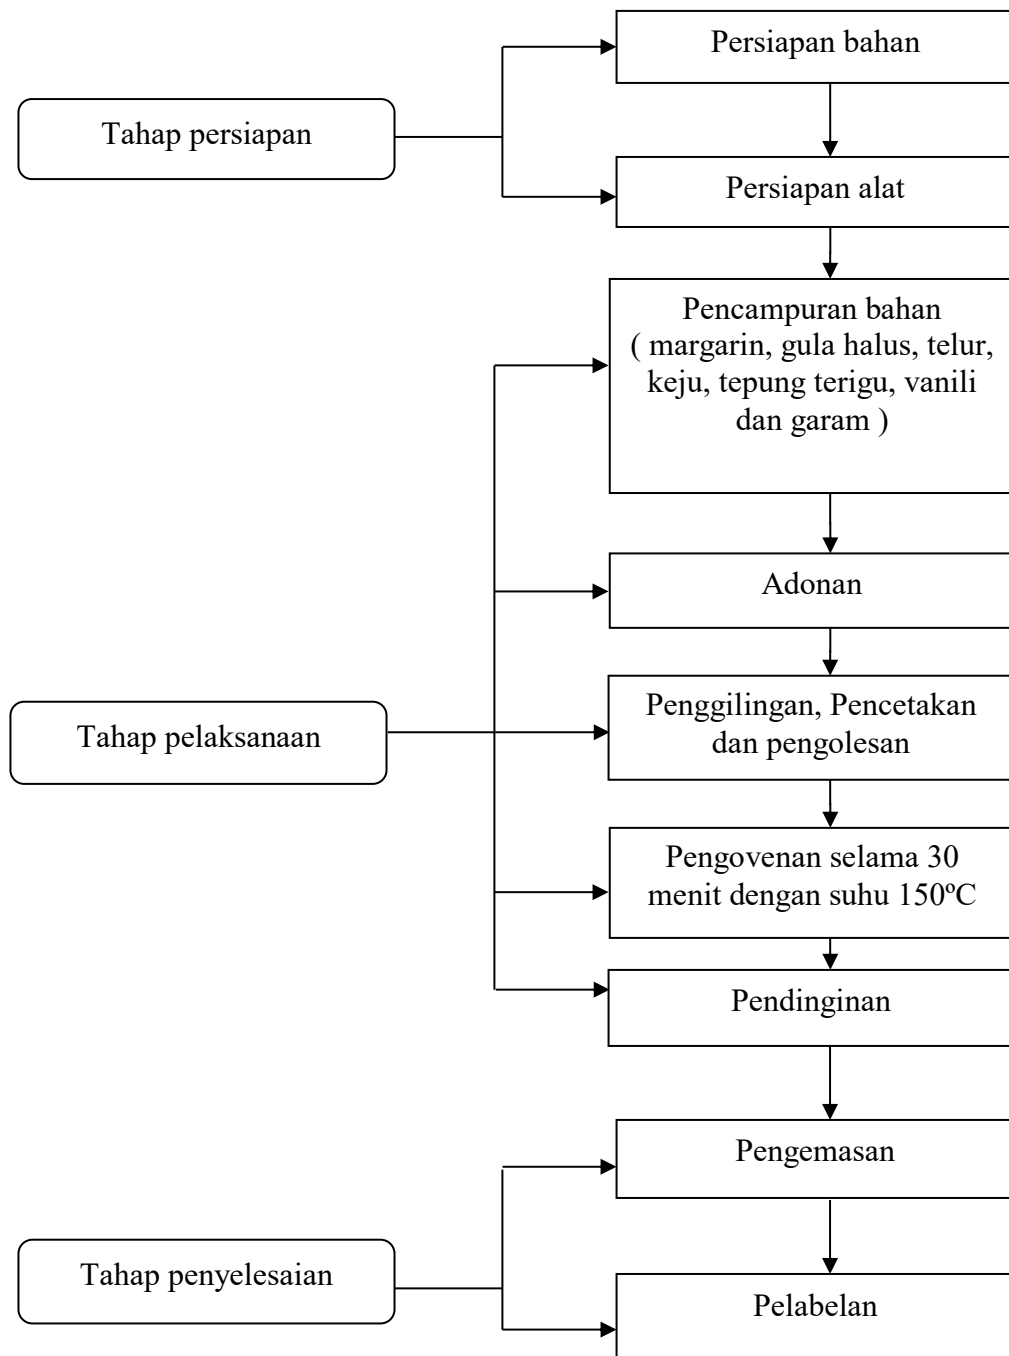 Persiapan bahan
Tahap persiapan
Persiapan alat
Pencampuran bahan
( margarin, gula halus, telur,
keju, tepung terigu, vanili
dan garam )
Adonan
Penggilingan, Pencetakan
dan pengolesan
Tahap pelaksanaan
Pengovenan selama 30
menit dengan suhu 150ºC
Pendinginan
Pengemasan
Tahap penyelesaian
Pelabelan